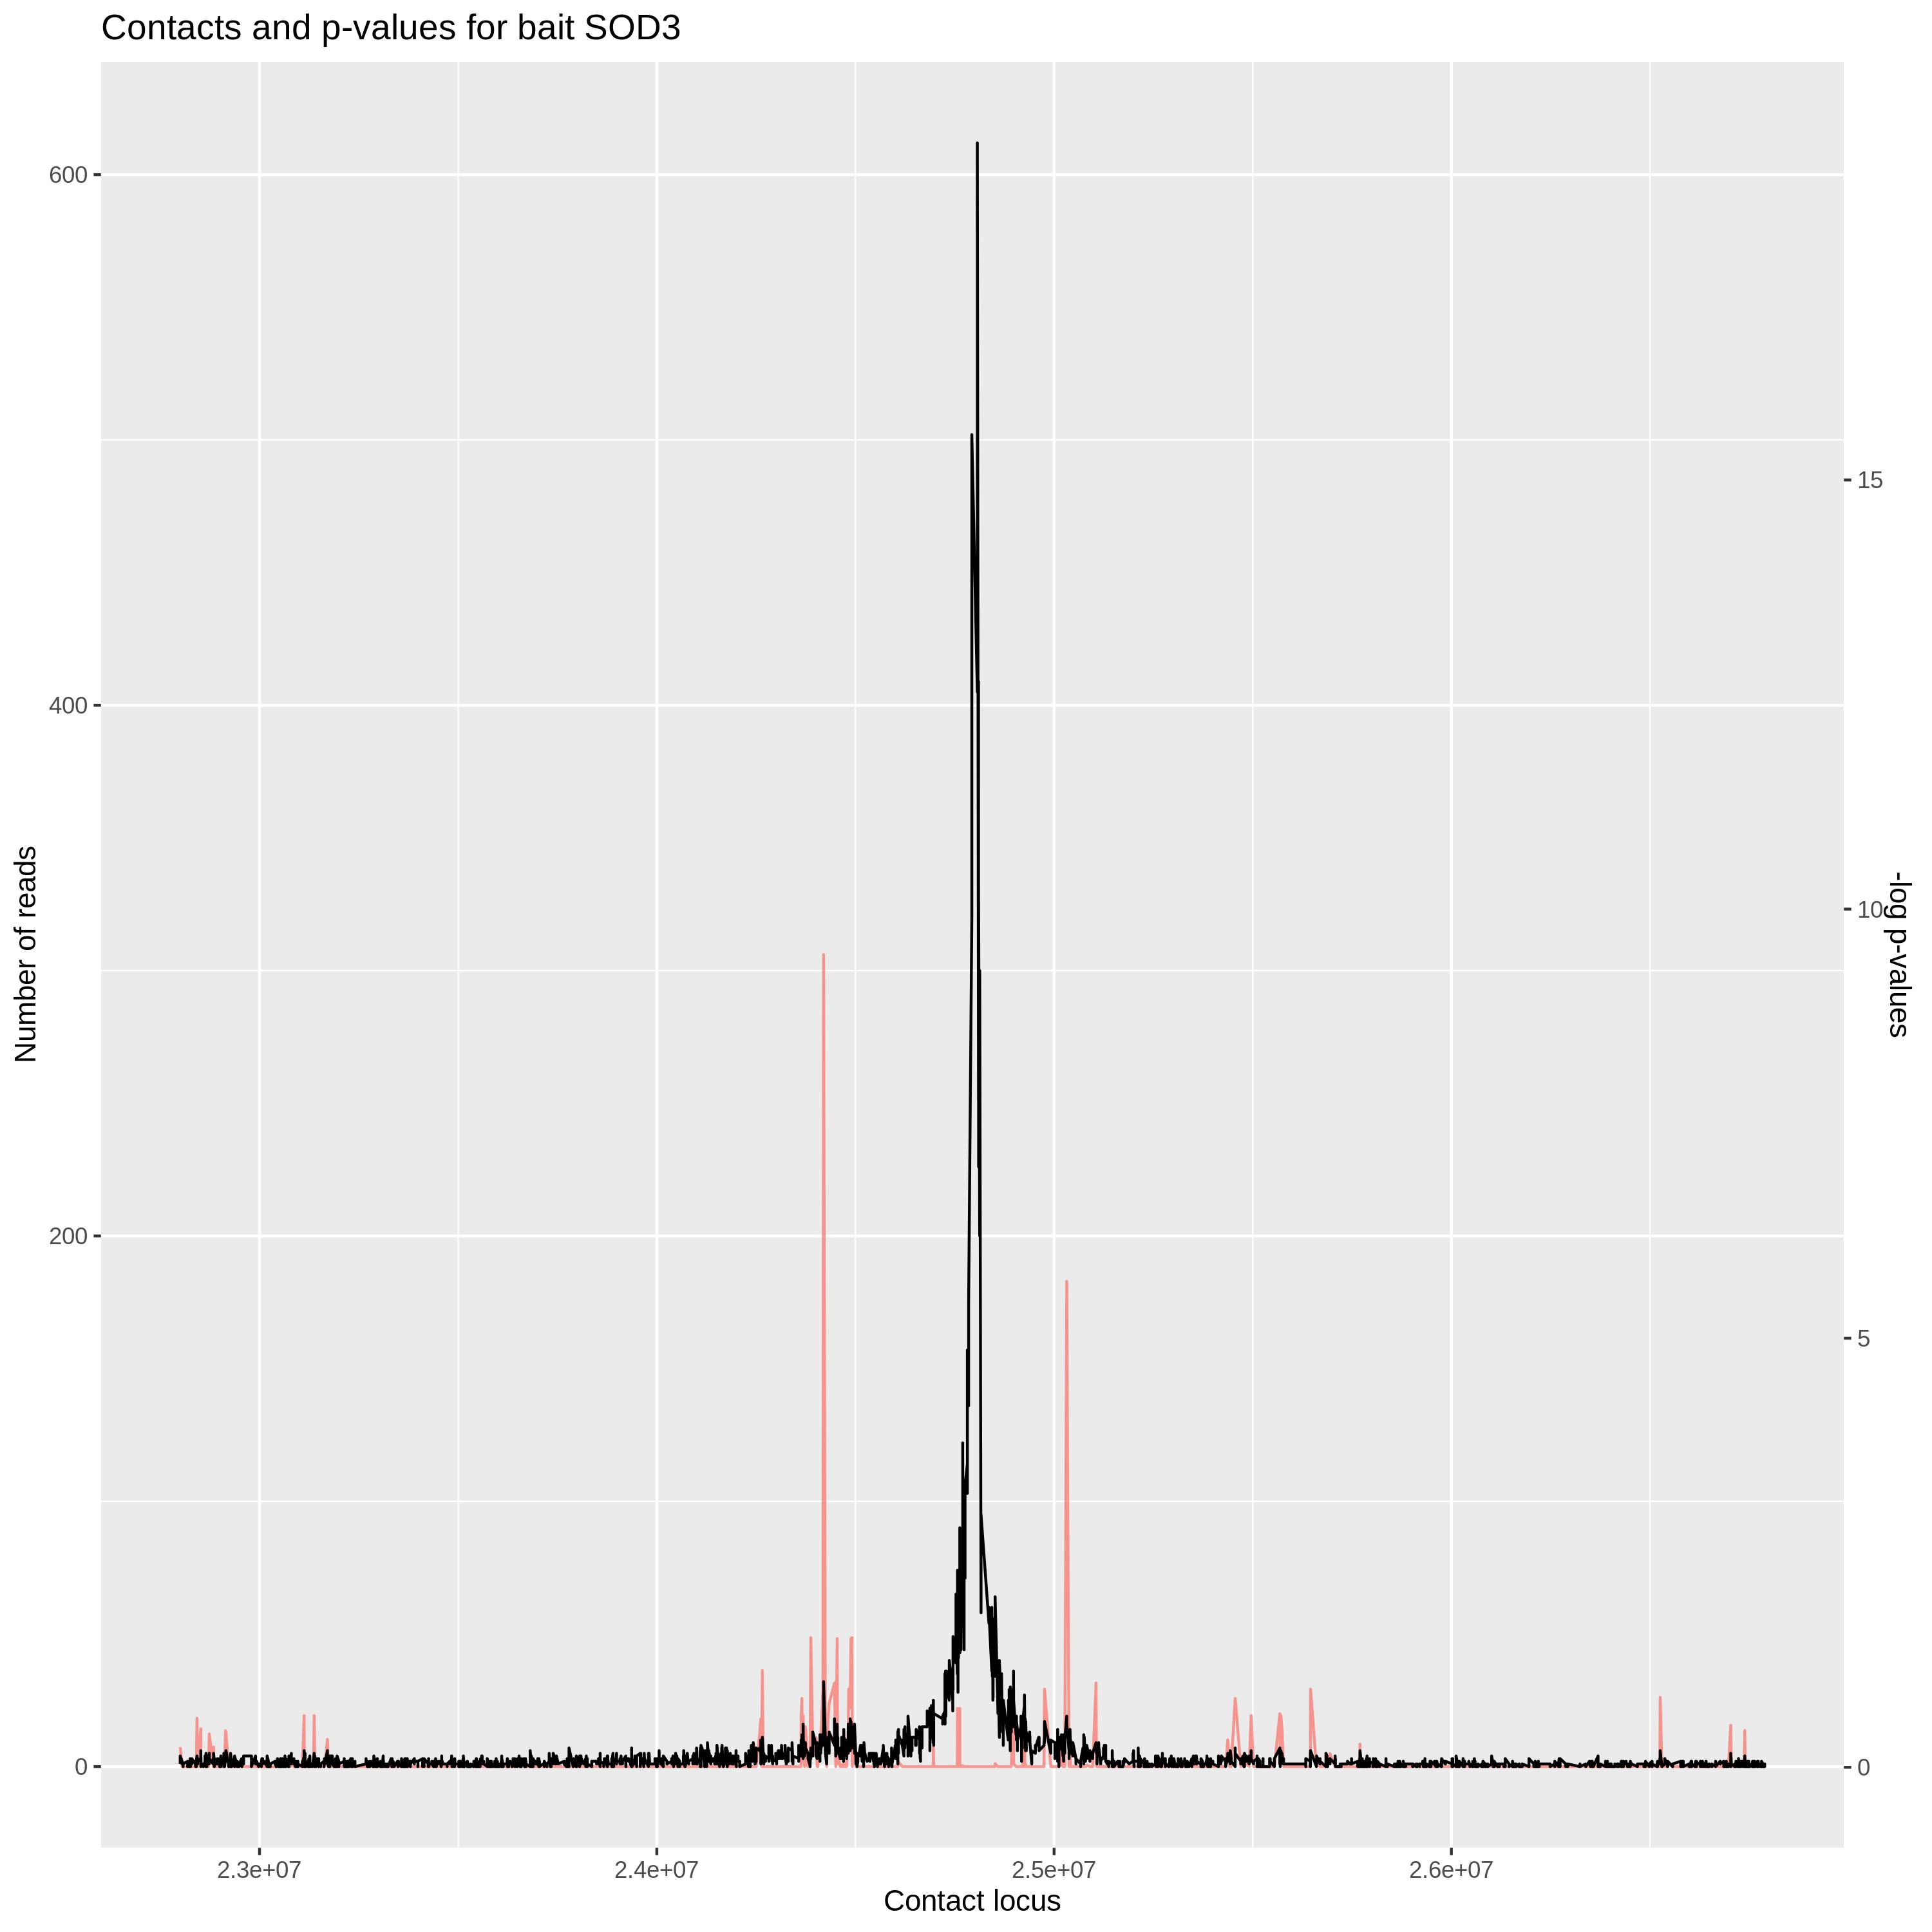 Contacts and p-values for bait SOD3
600
400
200
0
Number of reads
15
10
5
0
-log p-values
2.3e+07
2.4e+07
2.5e+07
2.6e+07
Contact locus